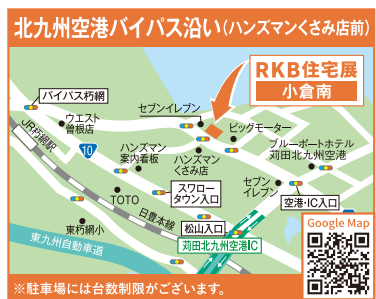 北九州空港バイパス沿い(ハンズマンくさみ店前)
RKB住宅展
小倉南
バイパス朽網
セブンイレブン
ウエスト
曽根店
ビッグモーター
JR朽網駅
10
ハンズマン
案内看板
ハンズマン
くさみ店
ブルーポートホテル
苅田北九州空港
スワロー
タウン入口
セブン
イレブン
TOTO
空港・IC入口
日豊本線
東朽網小
松山入口
苅田北九州空港IC
東九州自動車道
Google Map
※駐車場には台数制限がございます。